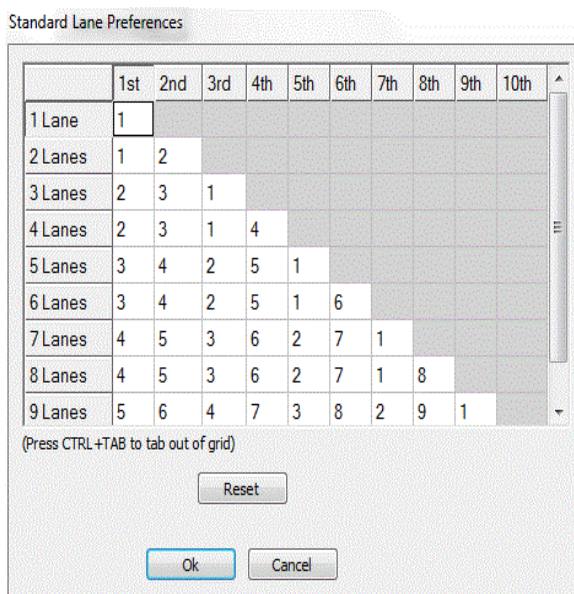 Standard Lane Preferences
1st 2nd 3rd 4th 5th 6th 7th 8th 9th 10th
1 Lane 1
2 Lanes 1 2
3 Lanes 2 3 1
4 Lanes 2 3 1 4
5 Lanes 3 4 2 5 1
6 Lanes 3 4 2 5 1 6
7 Lanes 4 5 3 6 2 7 1
8 Lanes 4 5 3 6 2 7 1 8
9 Lanes 5 6 4 7 3 8 2 9 1
(Press CTRL+TAB to tab out of grid)
Reset
Ok Cancel